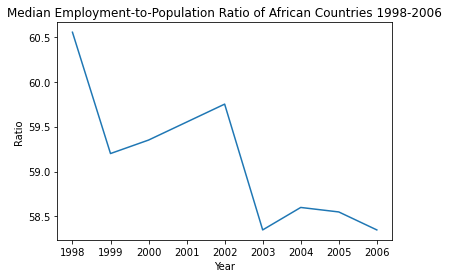 Median Employment-to-Population Ratio of African Countries 1998-2006
60.5
60.0
59.5
59.0
58.5
Ratio
1998 1999 2000 2001 2002 2003 2004 2005 2006
Year